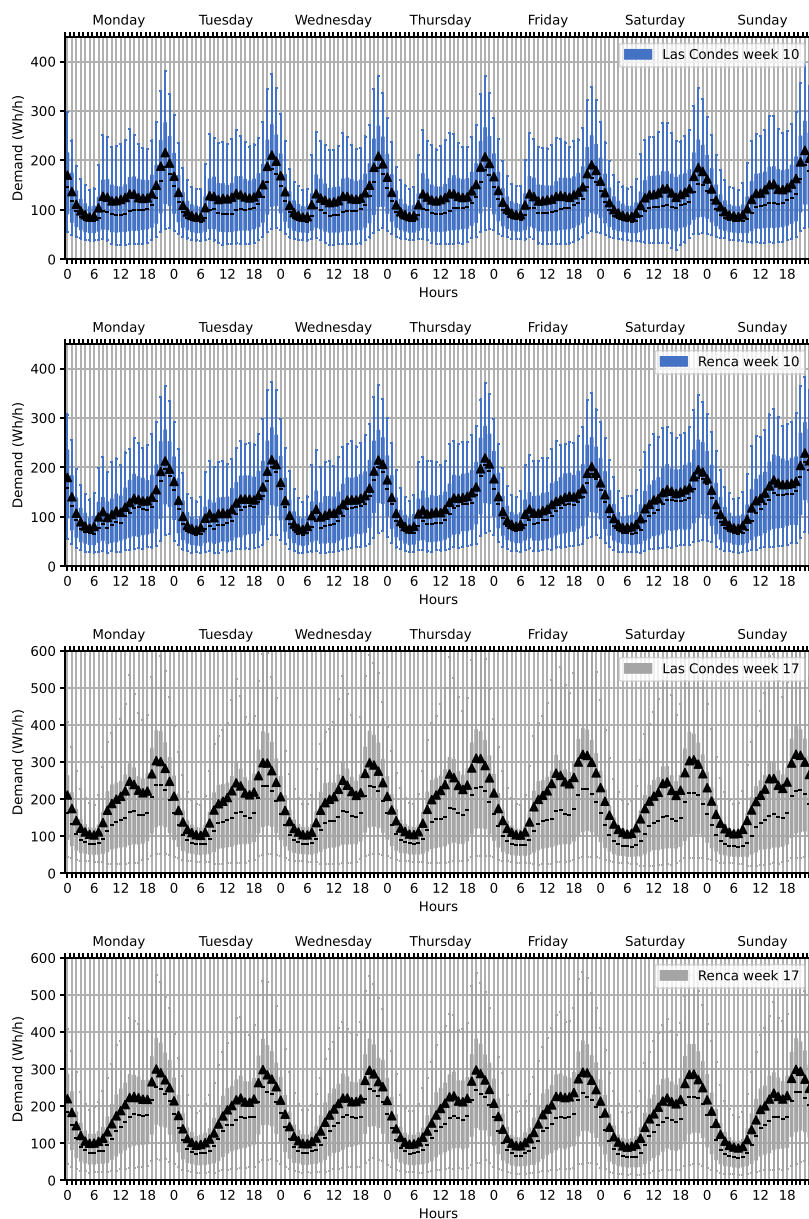 Monday Tuesday Wednesday Thursday Friday Saturday Sunday
Las Condes week 10
400
300
200
100
0
Demand (Wh/h)
0 6 12 18 0 6 12 18 0 6 12 18 0 6 12 18 0 6 12 18 0 6 12 18 0 6 12 18
Hours
Monday Tuesday Wednesday Thursday Friday Saturday Sunday
Renca week 10
400
300
200
100
0
Demand (Wh/h)
0 6 12 18 0 6 12 18 0 6 12 18 0 6 12 18 0 6 12 18 0 6 12 18 0 6 12 18
Hours
Monday Tuesday Wednesday Thursday Friday Saturday Sunday
Las Condes week 17
600
500
400
300
200
100
0
Demand (Wh/h)
0 6 12 18 0 6 12 18 0 6 12 18 0 6 12 18 0 6 12 18 0 6 12 18 0 6 12 18
Hours
Monday Tuesday Wednesday Thursday Friday Saturday Sunday
Renca week 17
600
500
400
300
200
100
0
Demand (Wh/h)
0 6 12 18 0 6 12 18 0 6 12 18 0 6 12 18 0 6 12 18 0 6 12 18 0 6 12 18
Hours